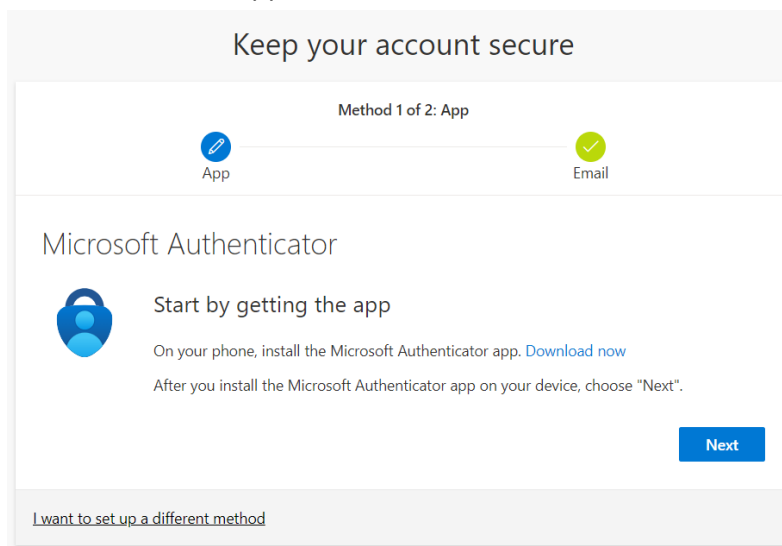 Keep your account secure
Method 1 of 2: App
App
Email
Microsoft Authenticator
Start by getting the app
On your phone, install the Microsoft Authenticator app. Download now
After you install the Microsoft Authenticator app on your device, choose "Next".
Next
I want to set up a different method